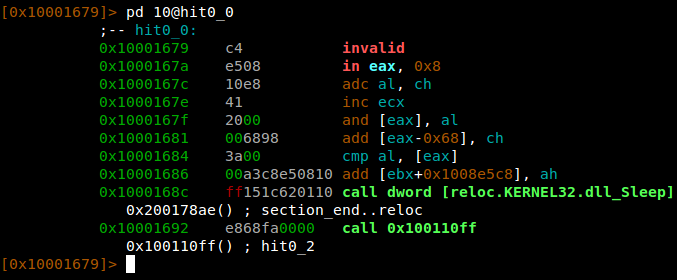 [0x10001679]> pd 10@hit0_0
;-- hit0_0:
0x10001679 c4 invalid
0x1000167a e508 in eax, 0x8
0x1000167c 10e8 adc al, ch
0x1000167e 41 inc ecx
0x1000167f 2000 and [eax], al
0x10001681 006898 add [eax-0x68], ch
0x10001684 3a00 cmp al, [eax]
0x10001686 00a3c8e50810 add [ebx+0x1008e5c8], ah
0x1000168c ff151c620110 call dword [reloc.KERNEL32.dll_Sleep]
0x200178ae() ; section_end..reloc
0x10001692 e868fa0000 call 0x100110ff
0x100110ff() ; hit0_2
[0x10001679]>